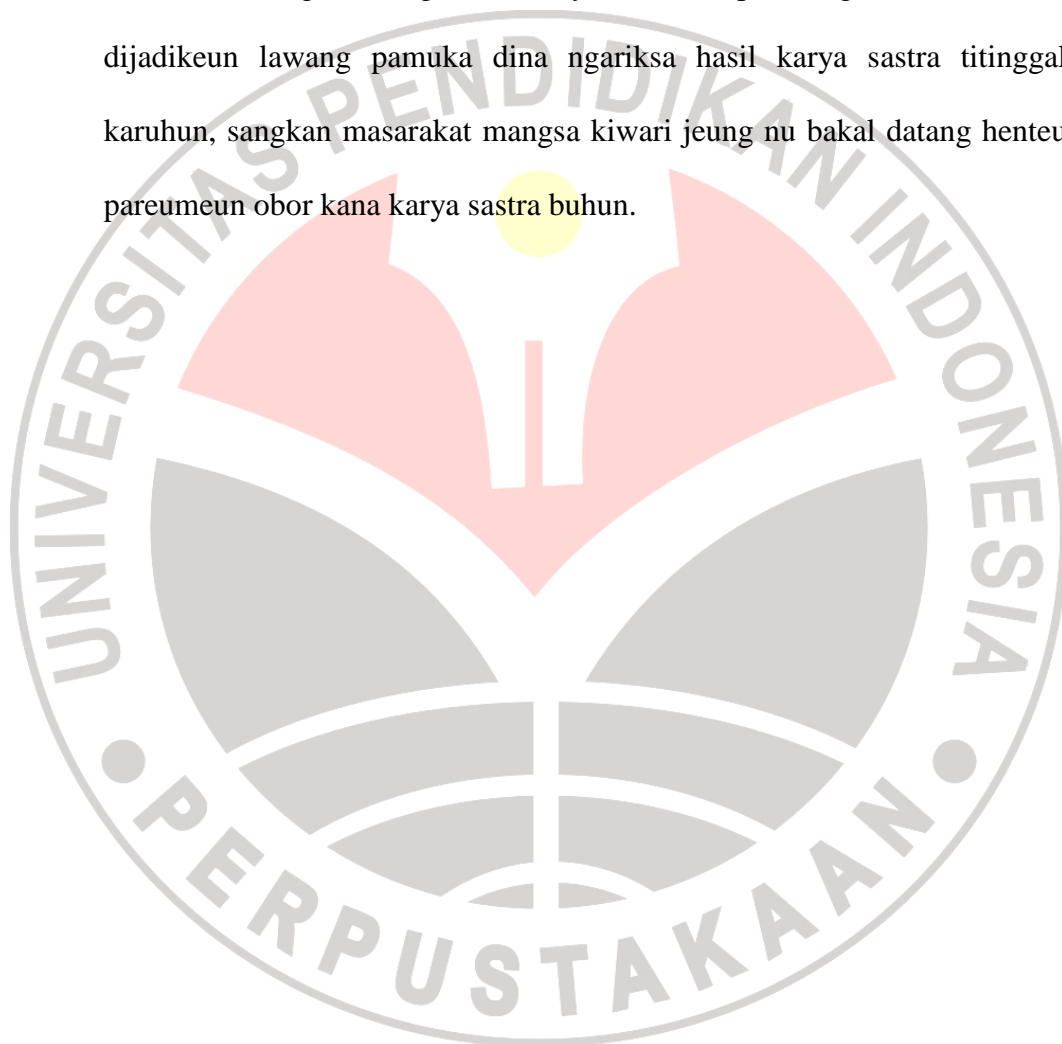 dijadikeun lawang pamuka dina ngariksa hasil karya sastra titinggal
karuhun, sangkan masarakat mangsa kiwari jeung nu bakal datang henteu
pareumeun obor kana karya sastra buhun.
UNIVERSITAS PENDIDIKAN INDONESIA
PERPUSTAKAAN